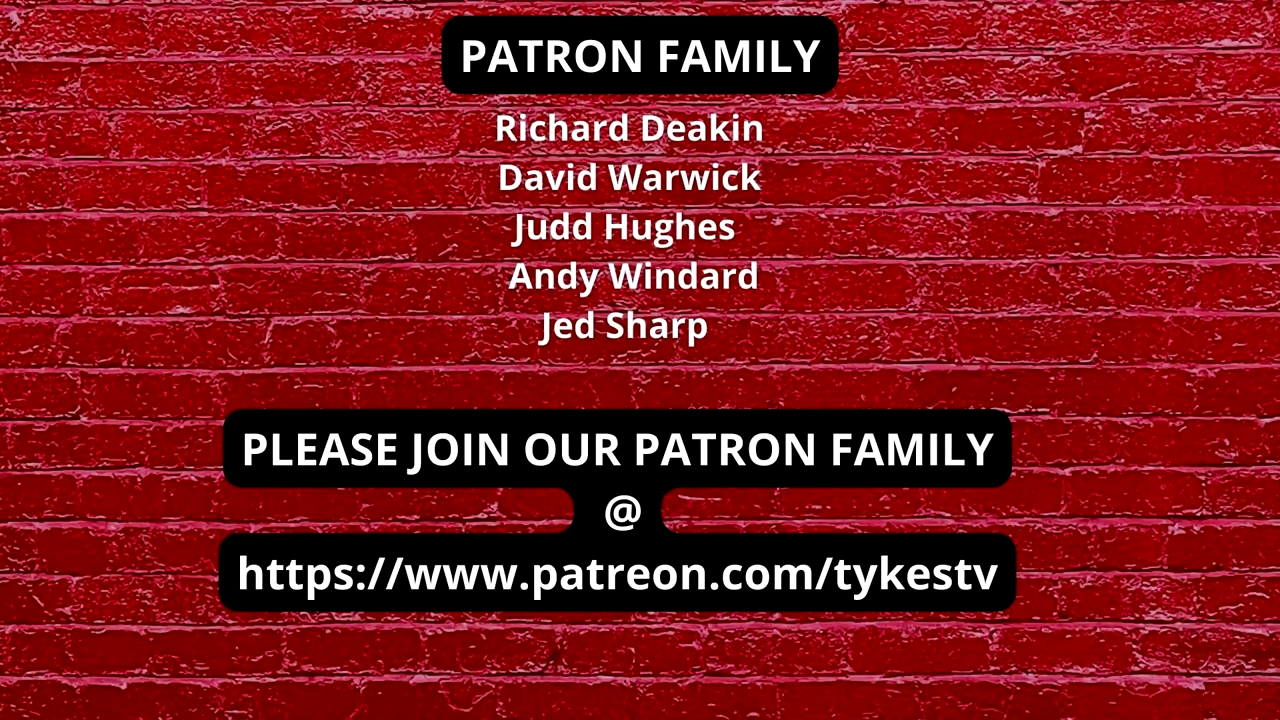 PATRON FAMILY
Richard Deakin
David Warwick
Judd Hughes
Andy Windard
Jed Sharp
PLEASE JOIN OUR PATRON FAMILY
@
https://www.patreon.com/tykestv